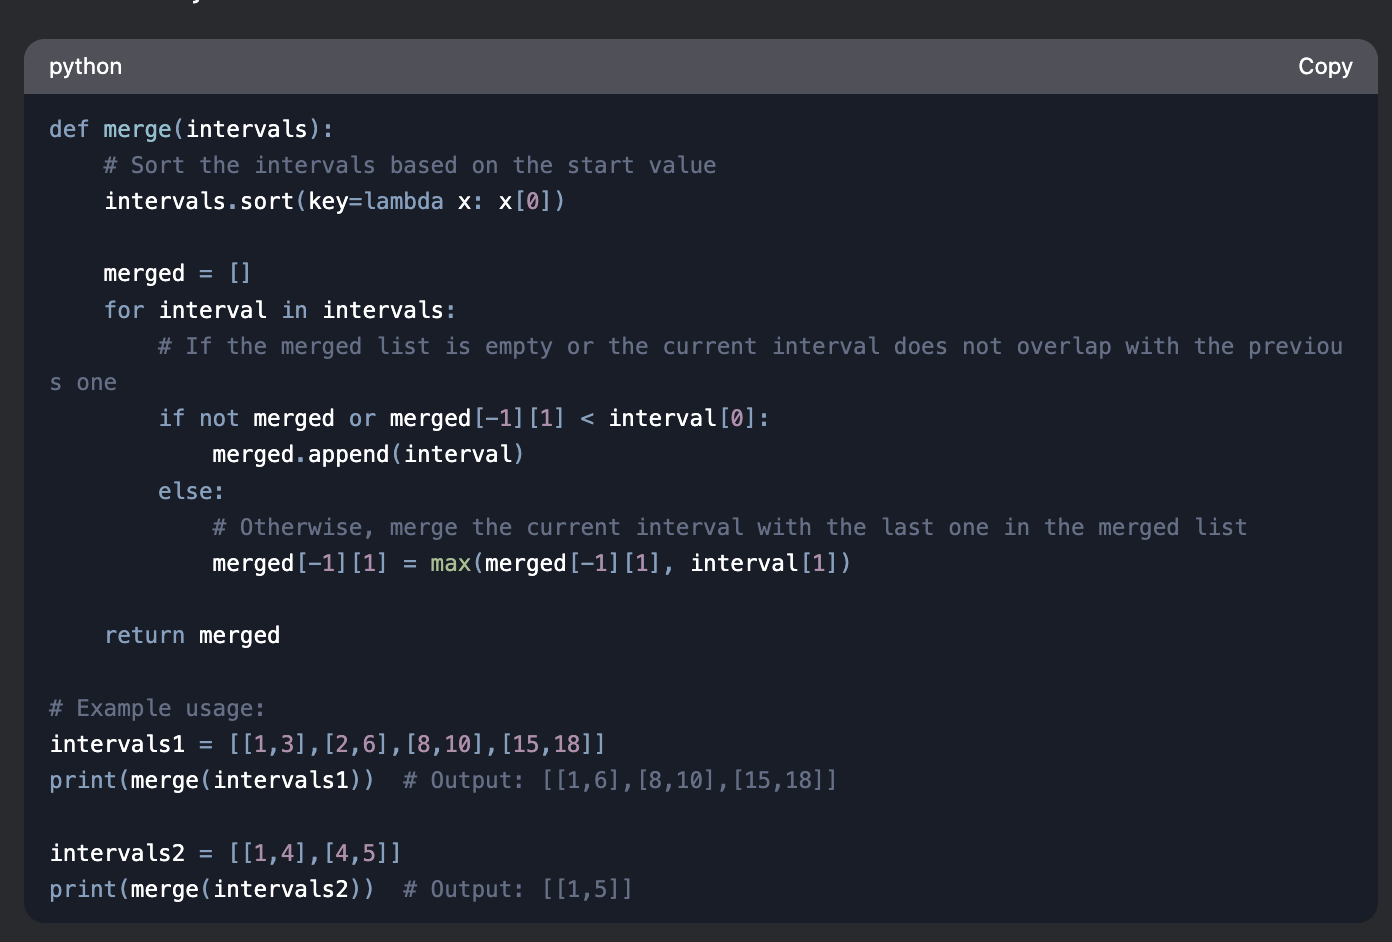 python
Copy
def merge(intervals):
    # Sort the intervals based on the start value
    intervals.sort(key=lambda x: x[0])

    merged = []
    for interval in intervals:
        # If the merged list is empty or the current interval does not overlap with the previou
s one
        if not merged or merged[-1][1] < interval[0]:
            merged.append(interval)
        else:
            # Otherwise, merge the current interval with the last one in the merged list
            merged[-1][1] = max(merged[-1][1], interval[1])

    return merged

# Example usage:
intervals1 = [[1,3],[2,6],[8,10],[15,18]]
print(merge(intervals1))  # Output: [[1,6],[8,10],[15,18]]

intervals2 = [[1,4],[4,5]]
print(merge(intervals2))  # Output: [[1,5]]